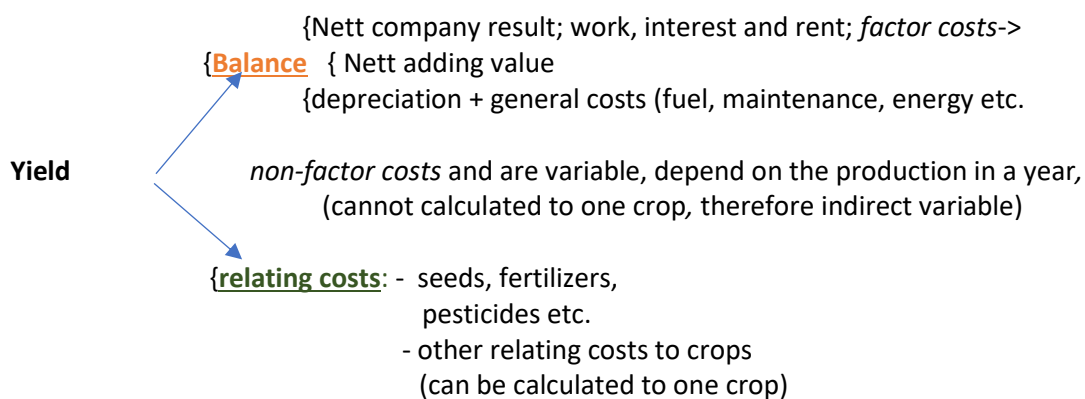 {Nett company result; work, interest and rent; factor costs->
{Balance { Nett adding value
{depreciation + general costs (fuel, maintenance, energy etc.
Yield non-factor costs and are variable, depend on the production in a year,
(cannot calculated to one crop, therefore indirect variable)
{relating costs: - seeds, fertilizers,
pesticides etc.
- other relating costs to crops
(can be calculated to one crop)